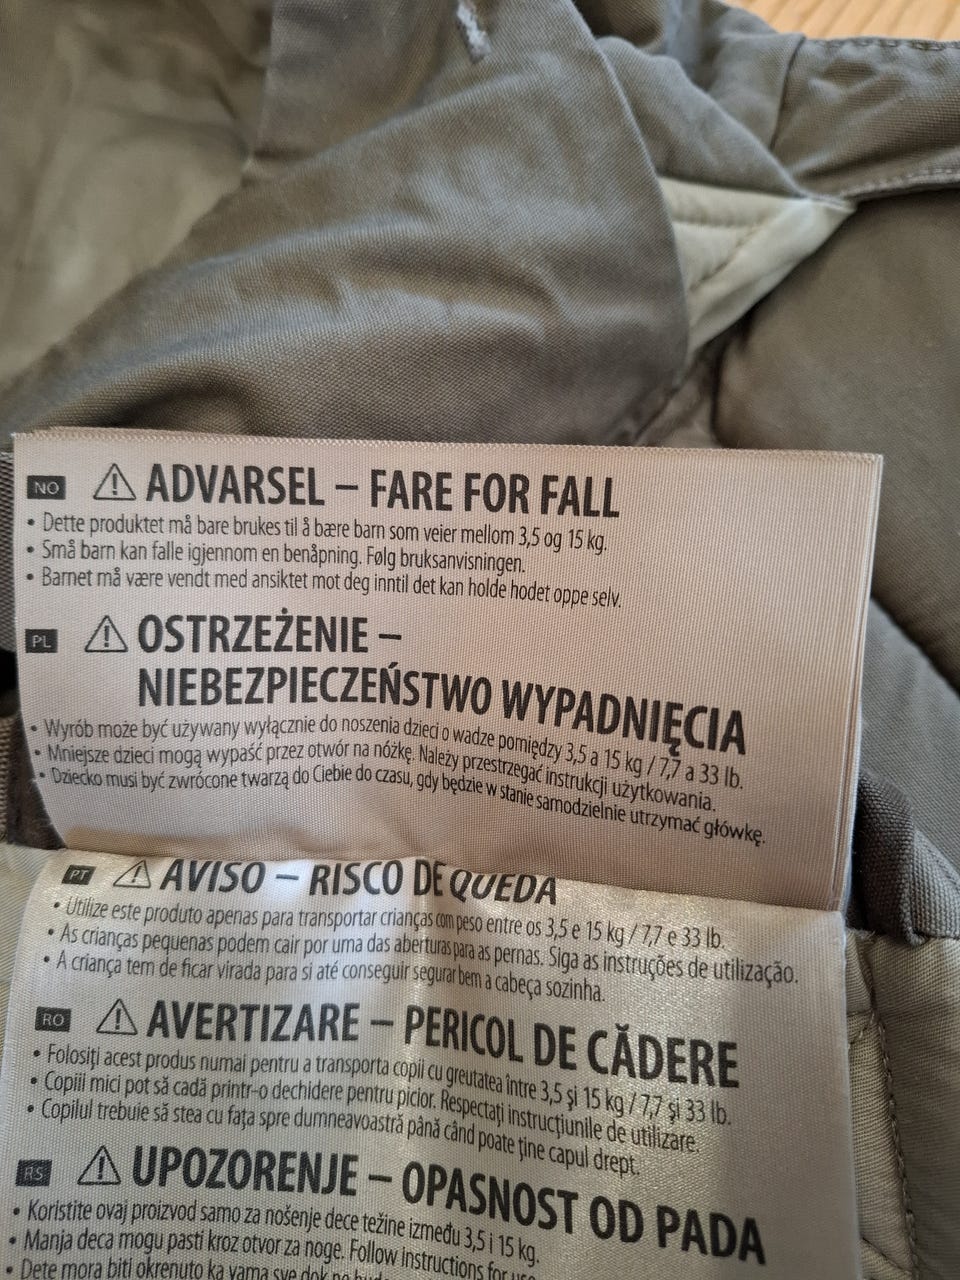 NO ⚠ ADVARSEL – FARE FOR FALL
• Dette produktet må bare brukes til å bære barn som veier mellom 3,5 og 15 kg.
• Små barn kan falle igjennom en benåpning. Følg bruksanvisningen.
• Barnet må være vendt med ansiktet mot deg inntil det kan holde hodet oppe selv.
PL ⚠ OSTRZEŻENIE –
NIEBEZPIECZEŃSTWO WYPADNIĘCIA
• Wyrób może być używany wyłącznie do noszenia dzieci o wadze pomiędzy 3,5 a 15 kg / 7,7 a 33 lb.
• Mniejsze dzieci mogą wypaść przez otwór na nóżkę. Należy przestrzegać instrukcji użytkowania.
• Dziecko musi być zwrócone twarzą do Ciebie do czasu, gdy będzie w stanie samodzielnie utrzymać główkę.
PT ⚠ AVISO – RISCO DE QUEDA
• Utilize este produto apenas para transportar crianças com peso entre os 3,5 e 15 kg / 7,7 e 33 lb.
• As crianças pequenas podem cair por uma das aberturas para as pernas. Siga as instruções de utilização.
• A criança tem de ficar virada para si até conseguir segurar bem a cabeça sozinha.
RO ⚠ AVERTIZARE – PERICOL DE CĂDERE
• Folosiți acest produs numai pentru a transporta copii cu greutatea între 3,5 și 15 kg / 7,7 și 33 lb.
• Copiii mici pot să cadă printr-o dechidere pentru picior. Respectați instrucțiunile de utilizare.
• Copilul trebuie să stea cu fața spre dumneavoastră până când poate ține capul drept.
RS ⚠ UPOZORENJE – OPASNOST OD PADA
• Koristite ovaj proizvod samo za nošenje dece težine između 3,5 i 15 kg.
• Manja deca mogu pasti kroz otvor za noge. Follow instructions for
• Dete mora biti okrenuto ka vama sve dok ne